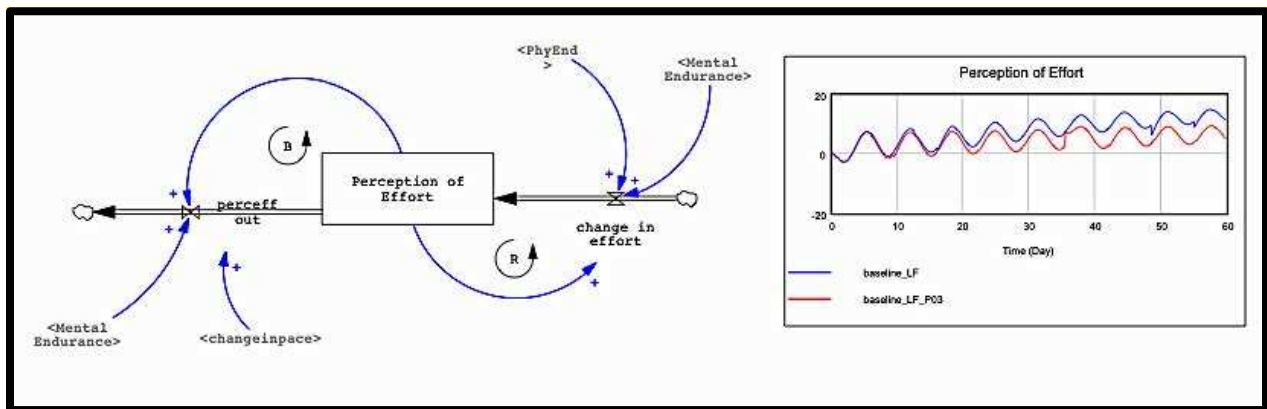 <PhyEnd
>
<Mental
Endurance>
B
Perception of
Effort
+
+
+
perceff
out
+
change in
effort
R
+
+
+
<Mental
Endurance>
<changeinpace>
Perception of Effort
20
0
-20
0
10
20
30
40
50
60
Time (Day)
baseline_LF
baseline_LF_P03